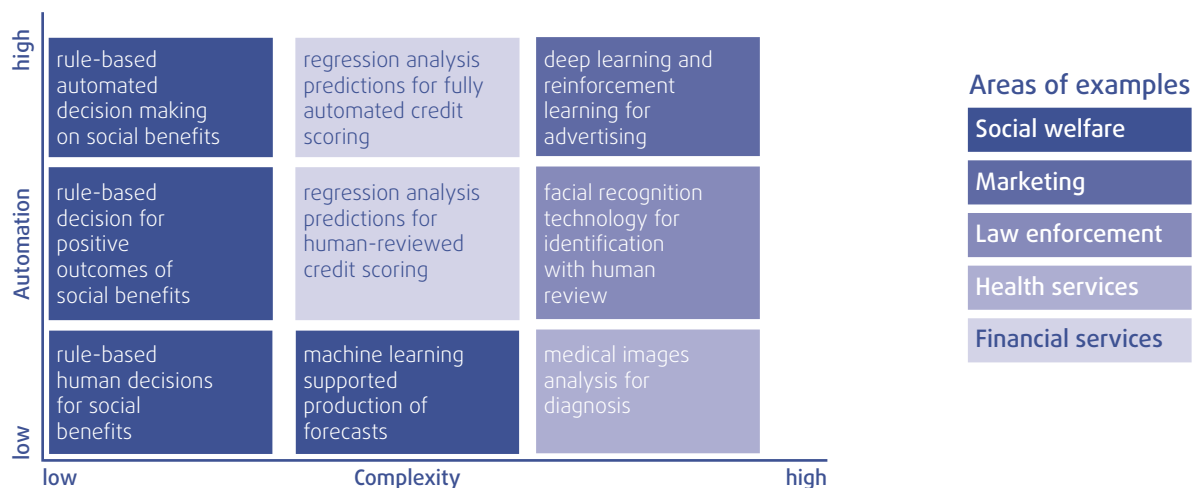 high
rule-based
automated
decision making
on social benefits
regression analysis
predictions for fully
automated credit
scoring
deep learning and
reinforcement
learning for
advertising
Automation
rule-based
decision for
positive
outcomes of
social benefits
regression analysis
predictions for
human-reviewed
credit scoring
facial recognition
technology for
identification
with human
review
low
rule-based
human decisions
for social
benefits
machine learning
supported
production of
forecasts
medical images
analysis for
diagnosis
low
Complexity
high
Areas of examples
Social welfare
Marketing
Law enforcement
Health services
Financial services